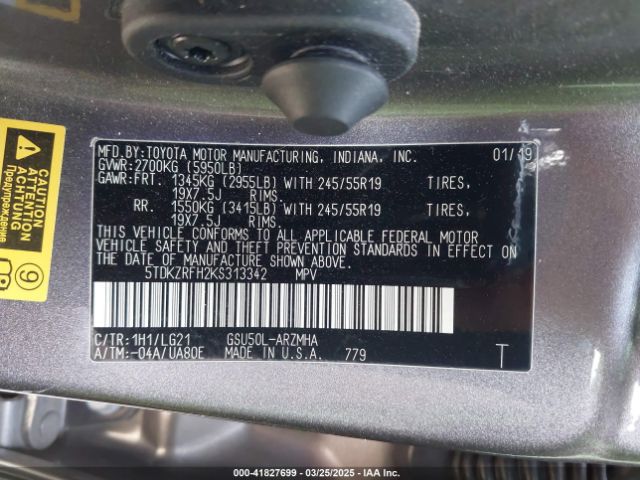 MFD.BY:TOYOTA MOTOR MANUFACTURING, INDIANA, INC. 01/19
GVWR:2700KG (5950LB)
GAWR:FRT. 1345KG (2955LB) WITH 245/55R19 TIRES,
19X7.5J RIMS.
RR. 1550KG (3415LB) WITH 245/55R19 TIRES,
19X7.5J RIMS.
THIS VEHICLE CONFORMS TO ALL APPLICABLE FEDERAL MOTOR
VEHICLE SAFETY AND THEFT PREVENTION STANDARDS IN EFFECT ON
THE DATE OF MANUFACTURE SHOWN ABOVE.
5TDKZRFH2KS313342 MPV
C/TR:1H1/LG21 GSU50L-ARZMHA
A/TM:-04A/UA80E MADE IN U.S.A. 779 T
CAUTION
ATTENTION
ACHTUNG
Предупреждение
9
000-41827699 — 03/25/2025 — IAA Inc.